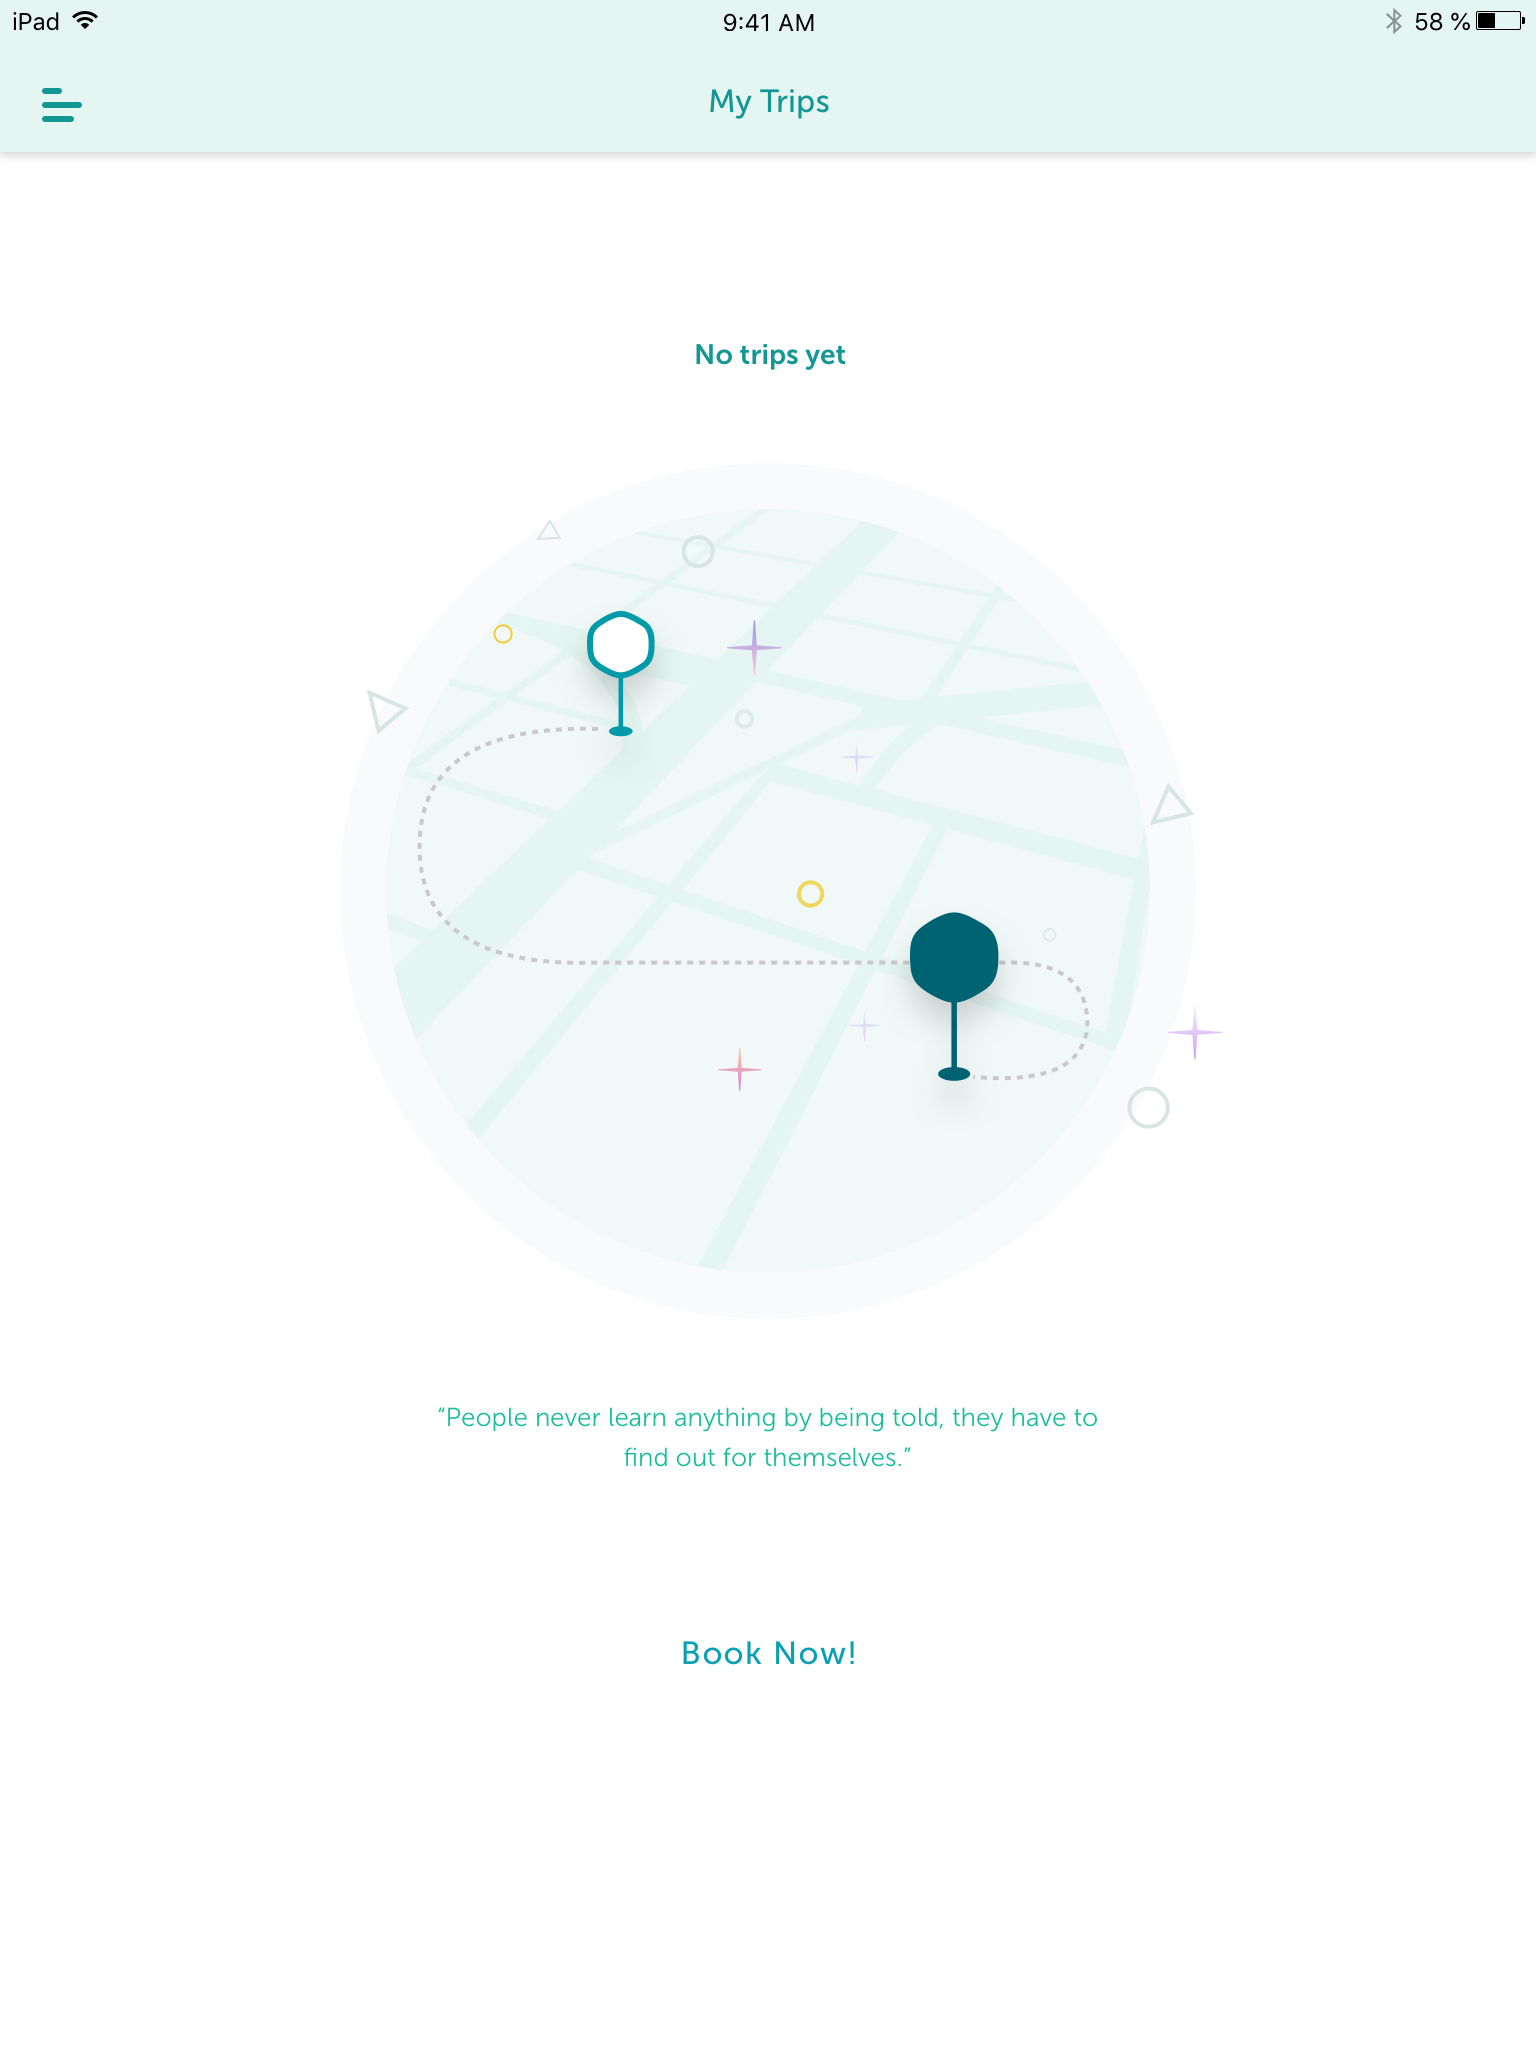 iPad 9:41 AM 58 %
My Trips
No trips yet
“People never learn anything by being told, they have to
find out for themselves.”
Book Now!